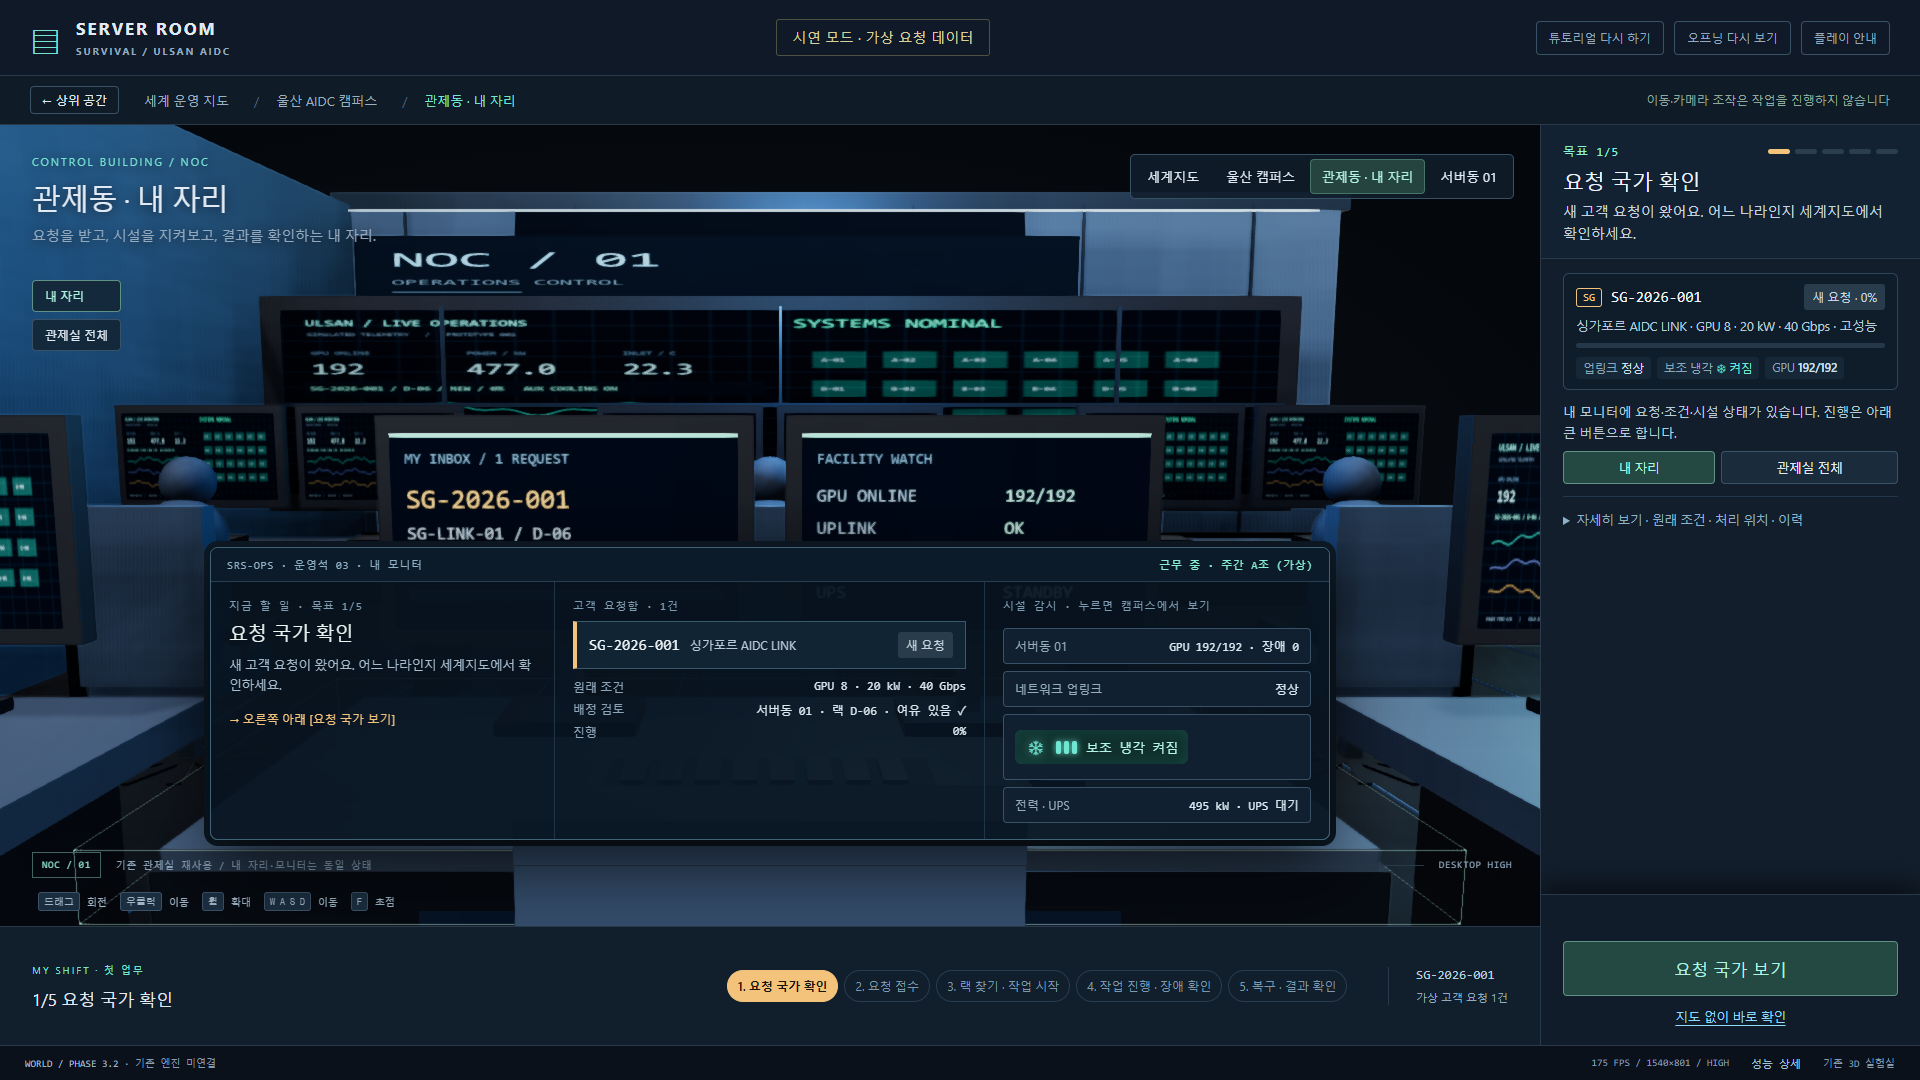 SERVER ROOM
SURVIVAL / ULSAN AIDC
시연 모드 · 가상 요청 데이터
튜토리얼 다시 하기
오프닝 다시 보기
플레이 안내
← 상위 공간
세계 운영 지도 / 울산 AIDC 캠퍼스 / 관제동 · 내 자리
이동·카메라 조작은 작업을 진행하지 않습니다
CONTROL BUILDING / NOC
관제동 · 내 자리
요청을 받고, 시설을 지켜보고, 결과를 확인하는 내 자리.
내 자리
관제실 전체
세계지도
울산 캠퍼스
관제동 · 내 자리
서버동 01
NOC / 01
OPERATIONS CONTROL
ULSAN / LIVE OPERATIONS
GPU ONLINE
POWER / kW
INLET / C
192
477.0
22.3
SG-2026-001 / D-06 / NEW / 0% AUX COOLING ON
SYSTEMS NOMINAL
A-01 A-02 A-03 A-04 A-05 A-06
B-01 B-02 B-03 B-04 B-05 B-06
MY INBOX / 1 REQUEST
SG-2026-001
SG-LINK-01 / D-06
FACILITY WATCH
GPU ONLINE 192/192
UPLINK OK
UPS STANDBY
SRS-OPS · 운영석 03 · 내 모니터
근무 중 · 주간 A조 (가상)
지금 할 일 · 목표 1/5
요청 국가 확인
새 고객 요청이 왔어요. 어느 나라인지 세계지도에서 확
인하세요.
→ 오른쪽 아래 [요청 국가 보기]
고객 요청함 · 1건
SG-2026-001 싱가포르 AIDC LINK 새 요청
원래 조건 GPU 8 · 20 kW · 40 Gbps
배정 검토 서버동 01 · 랙 D-06 · 여유 있음 ✓
진행 0%
시설 감시 · 누르면 캠퍼스에서 보기
서버동 01 GPU 192/192 · 장애 0
네트워크 업링크 정상
보조 냉각 켜짐
전력 · UPS 495 kW · UPS 대기
NOC / 01
기존 관제실 재사용 / 내 자리·모니터는 동일 상태
DESKTOP HIGH
드래그 회전 우클릭 이동 휠 확대 W A S D 이동 F 초점
목표 1/5
요청 국가 확인
새 고객 요청이 왔어요. 어느 나라인지 세계지도에서
확인하세요.
SG SG-2026-001 새 요청 · 0%
싱가포르 AIDC LINK · GPU 8 · 20 kW · 40 Gbps · 고성능
업링크 정상
보조 냉각 ❄ 켜짐
GPU 192/192
내 모니터에 요청·조건·시설 상태가 있습니다. 진행은 아래
큰 버튼으로 합니다.
내 자리
관제실 전체
▶ 자세히 보기 · 원래 조건 · 처리 위치 · 이력
요청 국가 보기
지도 없이 바로 확인
MY SHIFT · 첫 업무
1/5 요청 국가 확인
1. 요청 국가 확인
2. 요청 접수
3. 랙 찾기 · 작업 시작
4. 작업 진행 · 장애 확인
5. 복구 · 결과 확인
SG-2026-001
가상 고객 요청 1건
WORLD / PHASE 3.2 · 기존 엔진 미연결
175 FPS / 1540×801 / HIGH
성능 상세
기존 3D 실험실